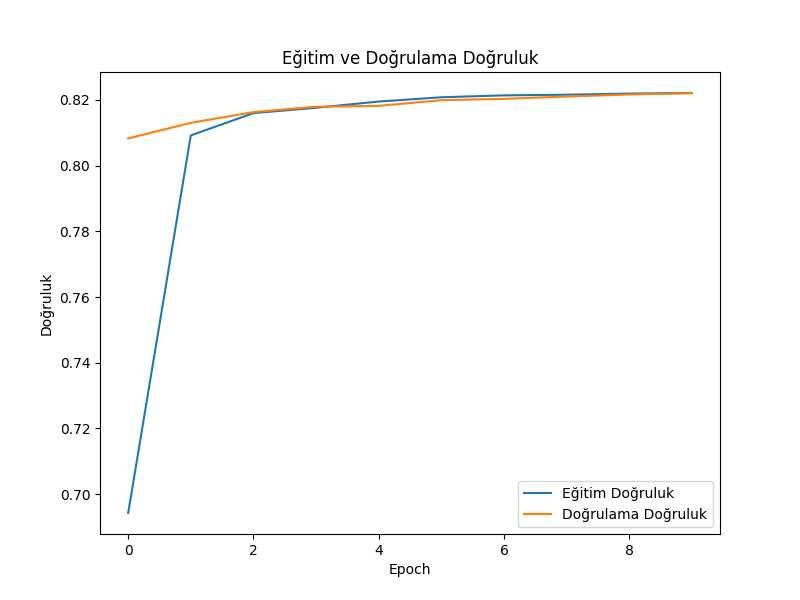 Eğitim ve Doğrulama Doğruluk
0.82
0.80
0.78
0.76
0.74
0.72
0.70
Doğruluk
0 2 4 6 8
Epoch
Eğitim Doğruluk
Doğrulama Doğruluk